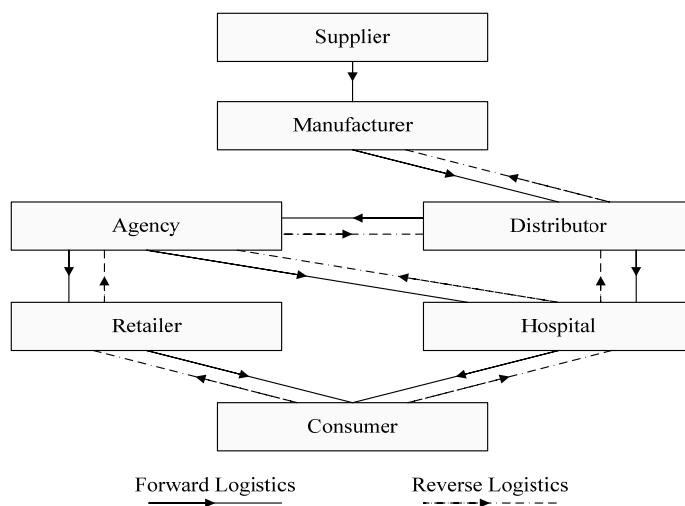 Supplier
Manufacturer
Agency
Distributor
Retailer
Hospital
Consumer
Forward Logistics
Reverse Logistics